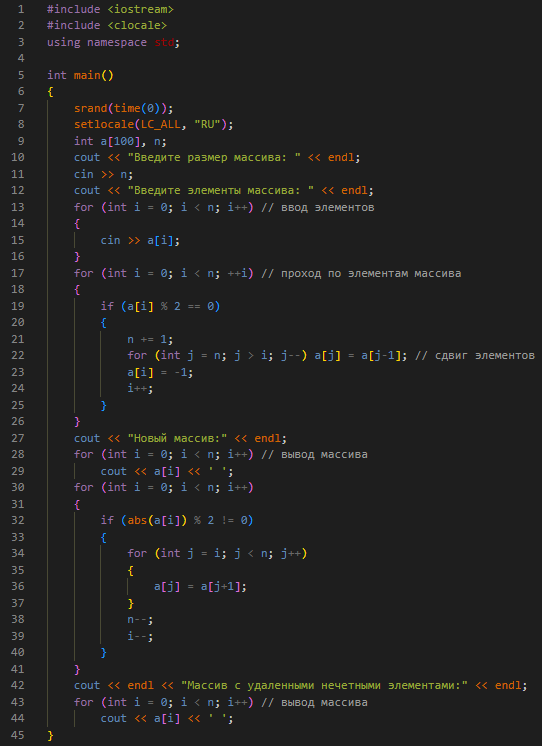 1 #include <iostream>
2 #include <clocale>
3 using namespace std;
4
5 int main()
6 {
7     srand(time(0));
8     setlocale(LC_ALL, "RU");
9     int a[100], n;
10     cout << "Введите размер массива: " << endl;
11     cin >> n;
12     cout << "Введите элементы массива: " << endl;
13     for (int i = 0; i < n; i++) // ввод элементов
14     {
15         cin >> a[i];
16     }
17     for (int i = 0; i < n; ++i) // проход по элементам массива
18     {
19         if (a[i] % 2 == 0)
20         {
21             n += 1;
22             for (int j = n; j > i; j--) a[j] = a[j-1]; // сдвиг элементов
23             a[i] = -1;
24             i++;
25         }
26     }
27     cout << "Новый массив:" << endl;
28     for (int i = 0; i < n; i++) // вывод массива
29         cout << a[i] << ' ';
30     for (int i = 0; i < n; i++)
31     {
32         if (abs(a[i]) % 2 != 0)
33         {
34             for (int j = i; j < n; j++)
35             {
36                 a[j] = a[j+1];
37             }
38             n--;
39             i--;
40         }
41     }
42     cout << endl << "Массив с удаленными нечетными элементами:" << endl;
43     for (int i = 0; i < n; i++) // вывод массива
44         cout << a[i] << ' ';
45 }